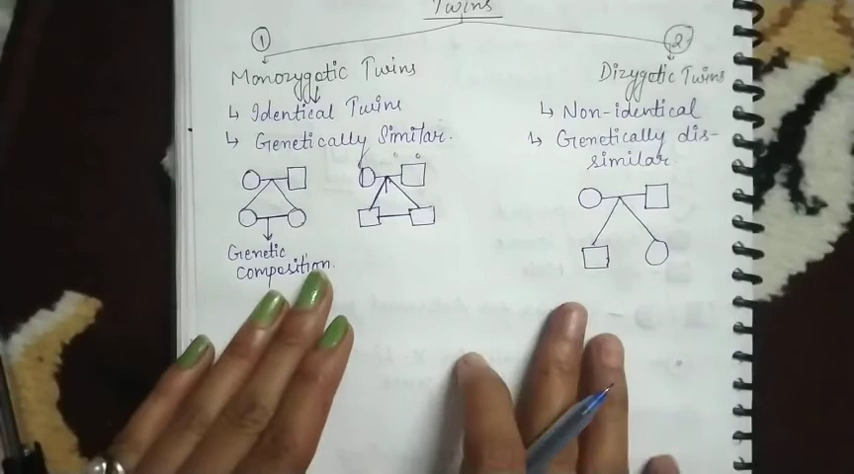 Twins
1
2
Monozygotic Twins
↳ Identical Twins
↳ Genetically Similar.
Genetic
composition.
Dizygotic Twins
↳ Non-identical
↳ Genetically dis-
similar